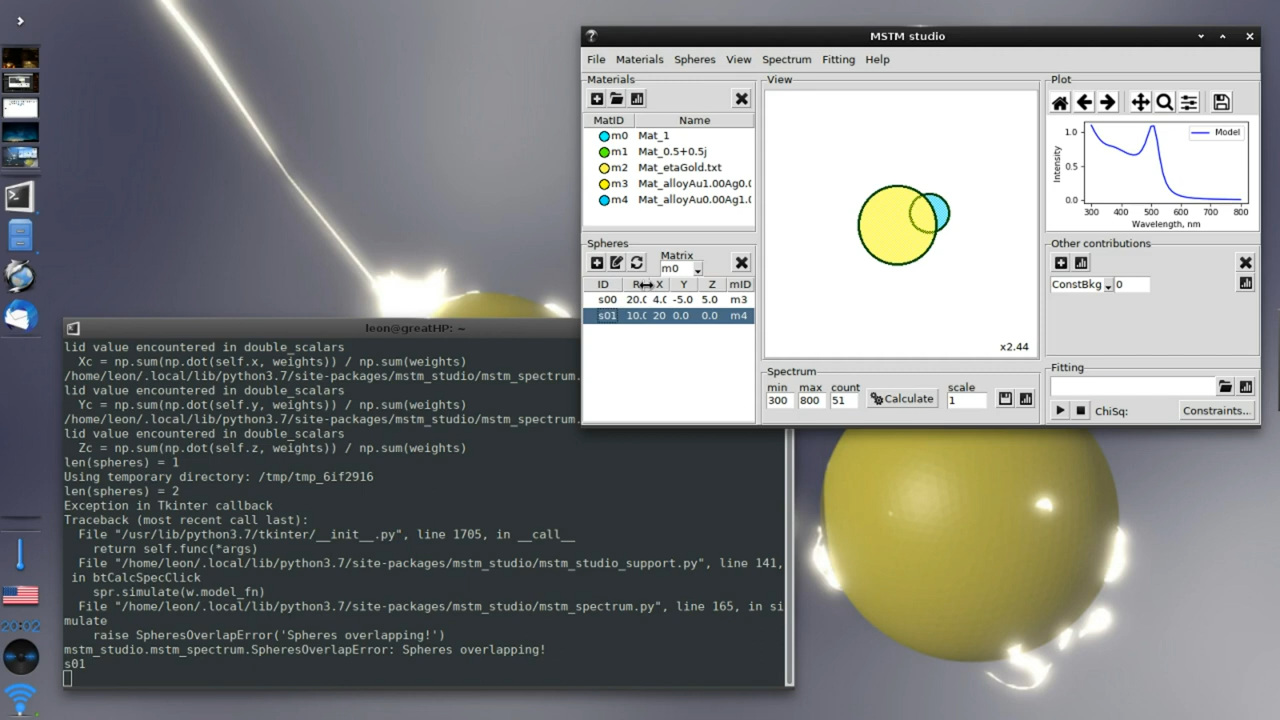 MSTM studio
File Materials Spheres View Spectrum Fitting Help
Materials
MatID Name
m0 Mat_1
m1 Mat_0.5+0.5j
m2 Mat_etaGold.txt
m3 Mat_alloyAu1.00Ag0.(
m4 Mat_alloyAu0.00Ag1.(
Spheres
Matrix
m0
ID R X Y Z mID
s00 20.( 4.( -5.0 5.0 m3
s01 10.( 20 0.0 0.0 m4
View
x2.44
Spectrum
min max count scale
300 800 51 Calculate 1
Plot
Model
Intensity
1.0
0.5
0.0
300 400 500 600 700 800
Wavelength, nm
Other contributions
ConstBkg 0
Fitting
ChiSq: Constraints...
leon@greatHP: ~
lid value encountered in double_scalars
Xc = np.sum(np.dot(self.x, weights)) / np.sum(weights)
/home/leon/.local/lib/python3.7/site-packages/mstm_studio/mstm_spectrum.
lid value encountered in double_scalars
Yc = np.sum(np.dot(self.y, weights)) / np.sum(weights)
/home/leon/.local/lib/python3.7/site-packages/mstm_studio/mstm_spectrum.
lid value encountered in double_scalars
Zc = np.sum(np.dot(self.z, weights)) / np.sum(weights)
len(spheres) = 1
Using temporary directory: /tmp/tmp_6if2916
len(spheres) = 2
Exception in Tkinter callback
Traceback (most recent call last):
File "/usr/lib/python3.7/tkinter/__init__.py", line 1705, in __call__
return self.func(*args)
File "/home/leon/.local/lib/python3.7/site-packages/mstm_studio/mstm_studio_support.py", line 141,
in btCalcSpecClick
spr.simulate(w.model_fn)
File "/home/leon/.local/lib/python3.7/site-packages/mstm_studio/mstm_spectrum.py", line 165, in si
mulate
raise SpheresOverlapError('Spheres overlapping!')
mstm_studio.mstm_spectrum.SpheresOverlapError: Spheres overlapping!
s01
20:02